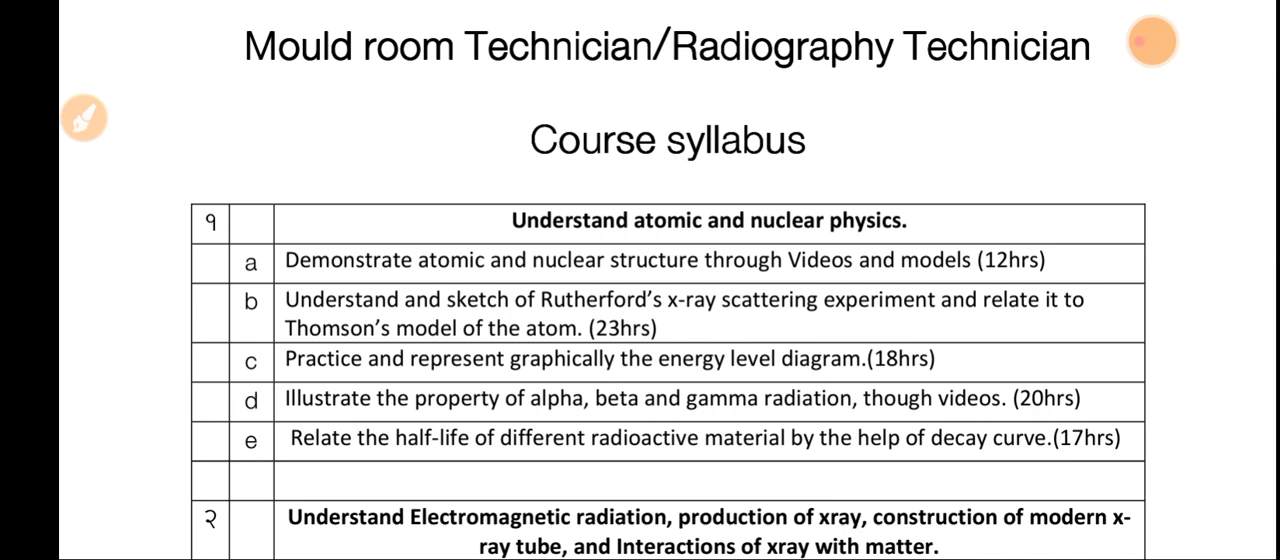 Mould room Technician/Radiography Technician
Course syllabus
१ Understand atomic and nuclear physics.
a Demonstrate atomic and nuclear structure through Videos and models (12hrs)
b Understand and sketch of Rutherford’s x-ray scattering experiment and relate it to
Thomson’s model of the atom. (23hrs)
c Practice and represent graphically the energy level diagram.(18hrs)
d Illustrate the property of alpha, beta and gamma radiation, though videos. (20hrs)
e Relate the half-life of different radioactive material by the help of decay curve.(17hrs)
२ Understand Electromagnetic radiation, production of xray, construction of modern x-
ray tube, and Interactions of xray with matter.